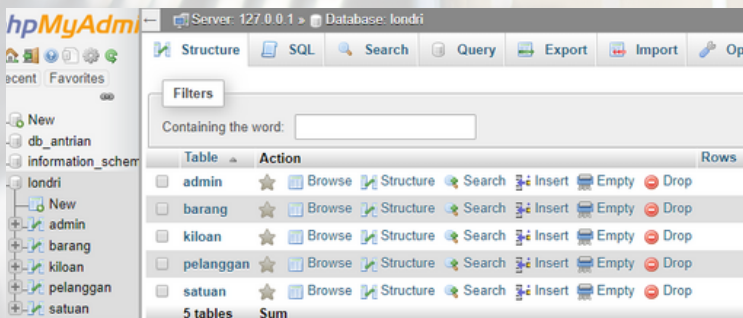 hpMyAdmi
ecent Favorites
New
db_antrian
information_schem
londri
New
admin
barang
kiloan
pelanggan
satuan
Server: 127.0.0.1 » Database: londri
Structure SQL Search Query Export Import Op
Filters
Containing the word:
Table Action Rows
admin Browse Structure Search Insert Empty Drop
barang Browse Structure Search Insert Empty Drop
kiloan Browse Structure Search Insert Empty Drop
pelanggan Browse Structure Search Insert Empty Drop
satuan Browse Structure Search Insert Empty Drop
5 tables Sum